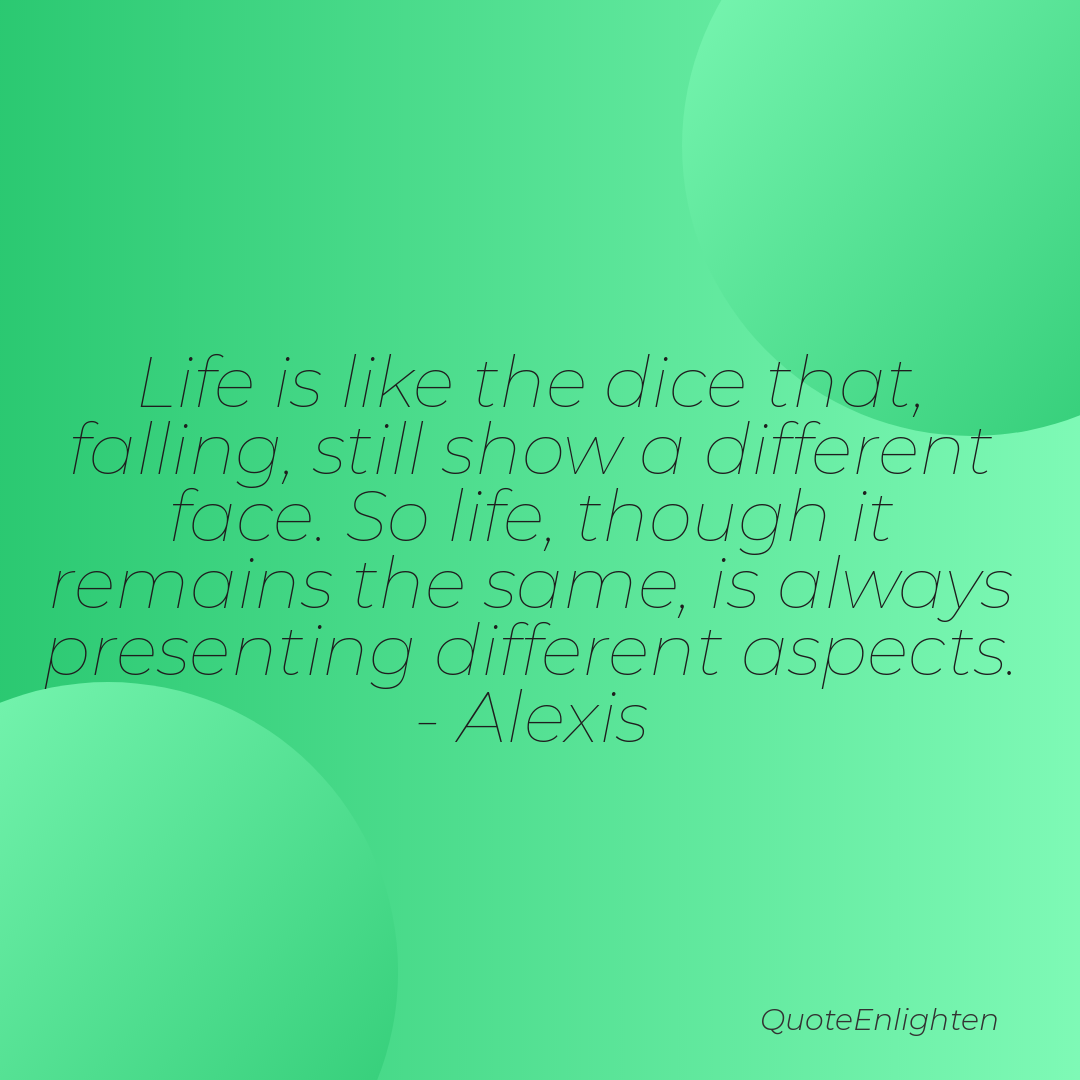 Life is like the dice that,
falling, still show a different
face. So life, though it
remains the same, is always
presenting different aspects.
- Alexis
QuoteEnlighten